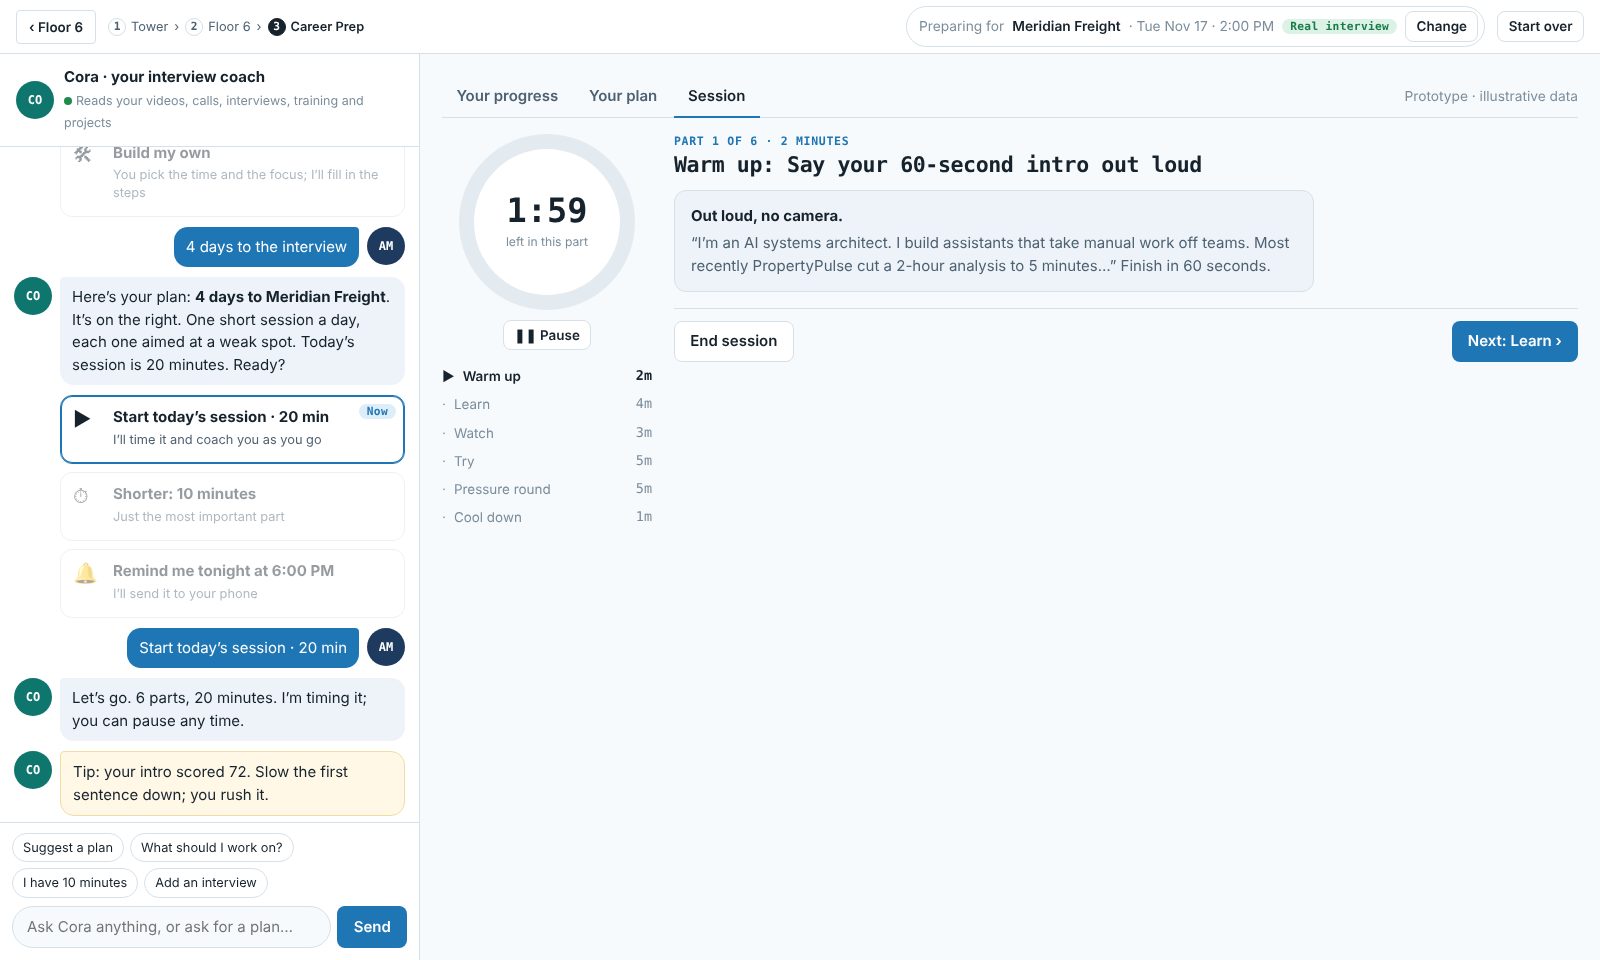 ‹ Floor 6
1 Tower › 2 Floor 6 › 3 Career Prep
Preparing for Meridian Freight · Tue Nov 17 · 2:00 PM Real interview
Change
Start over
CO
Cora · your interview coach
Reads your videos, calls, interviews, training and
projects
Build my own
You pick the time and the focus; I’ll fill in the
steps
4 days to the interview
AM
CO
Here’s your plan: 4 days to Meridian Freight.
It’s on the right. One short session a day,
each one aimed at a weak spot. Today’s
session is 20 minutes. Ready?
Start today’s session · 20 min
Now
I’ll time it and coach you as you go
Shorter: 10 minutes
Just the most important part
Remind me tonight at 6:00 PM
I’ll send it to your phone
Start today’s session · 20 min
AM
CO
Let’s go. 6 parts, 20 minutes. I’m timing it;
you can pause any time.
CO
Tip: your intro scored 72. Slow the first
sentence down; you rush it.
Suggest a plan
What should I work on?
I have 10 minutes
Add an interview
Ask Cora anything, or ask for a plan...
Send
Your progress
Your plan
Session
Prototype · illustrative data
1:59
left in this part
Pause
Warm up 2m
· Learn 4m
· Watch 3m
· Try 5m
· Pressure round 5m
· Cool down 1m
PART 1 OF 6 · 2 MINUTES
Warm up: Say your 60-second intro out loud
Out loud, no camera.
“I’m an AI systems architect. I build assistants that take manual work off teams. Most
recently PropertyPulse cut a 2-hour analysis to 5 minutes…” Finish in 60 seconds.
End session
Next: Learn ›